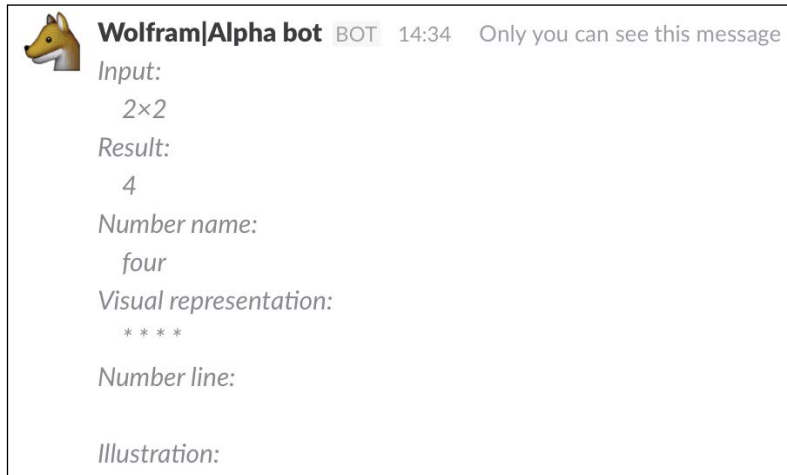 Wolfram|Alpha bot BOT 14:34 Only you can see this message
Input:
2×2
Result:
4
Number name:
four
Visual representation:
* * * *
Number line:
Illustration: